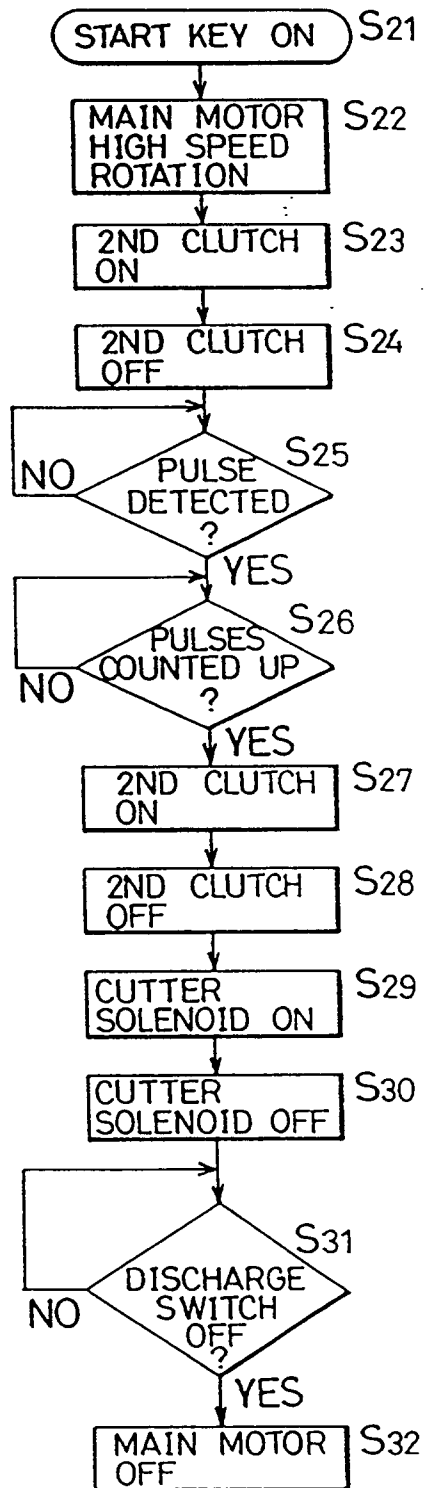 START KEY ON S21
MAIN MOTOR S22
HIGH SPEED
ROTATION
2ND CLUTCH S23
ON
2ND CLUTCH S24
OFF
S25
PULSE
NO DETECTED
?
YES
S26
PULSES
COUNTED UP
NO ?
YES
2ND CLUTCH S27
ON
2ND CLUTCH S28
OFF
CUTTER S29
SOLENOID ON
CUTTER S30
SOLENOID OFF
S31
DISCHARGE
SWITCH
NO OFF
?
YES
MAIN MOTOR S32
OFF